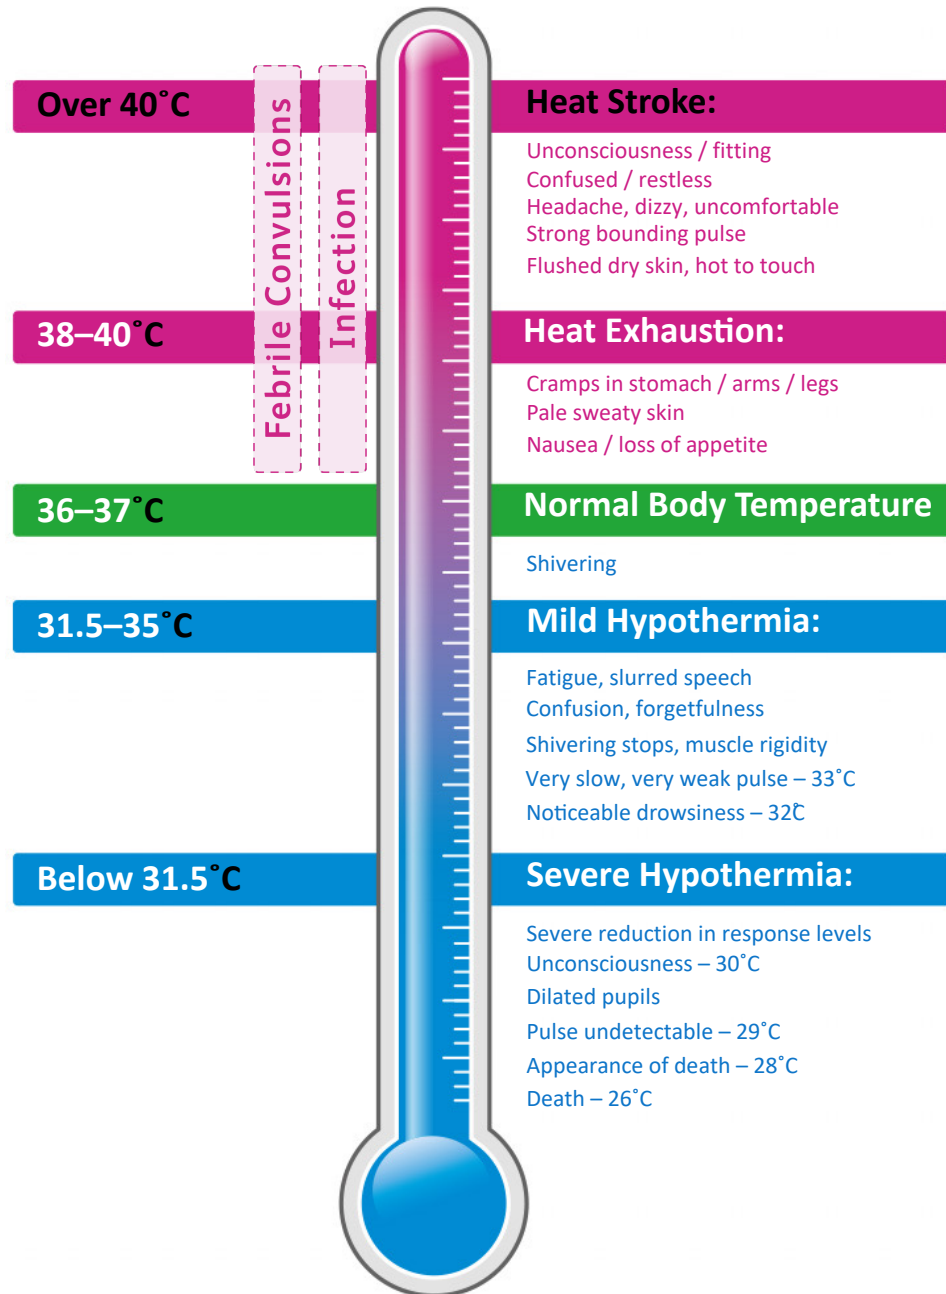 Over 40˚C
Febrile Convulsions
Infection
Heat Stroke:
Unconsciousness / fitting
Confused / restless
Headache, dizzy, uncomfortable
Strong bounding pulse
Flushed dry skin, hot to touch
38–40˚C
Heat Exhaustion:
Cramps in stomach / arms / legs
Pale sweaty skin
Nausea / loss of appetite
36–37˚C
Normal Body Temperature
Shivering
31.5–35˚C
Mild Hypothermia:
Fatigue, slurred speech
Confusion, forgetfulness
Shivering stops, muscle rigidity
Very slow, very weak pulse – 33˚C
Noticeable drowsiness – 32˚C
Below 31.5˚C
Severe Hypothermia:
Severe reduction in response levels
Unconsciousness – 30˚C
Dilated pupils
Pulse undetectable – 29˚C
Appearance of death – 28˚C
Death – 26˚C